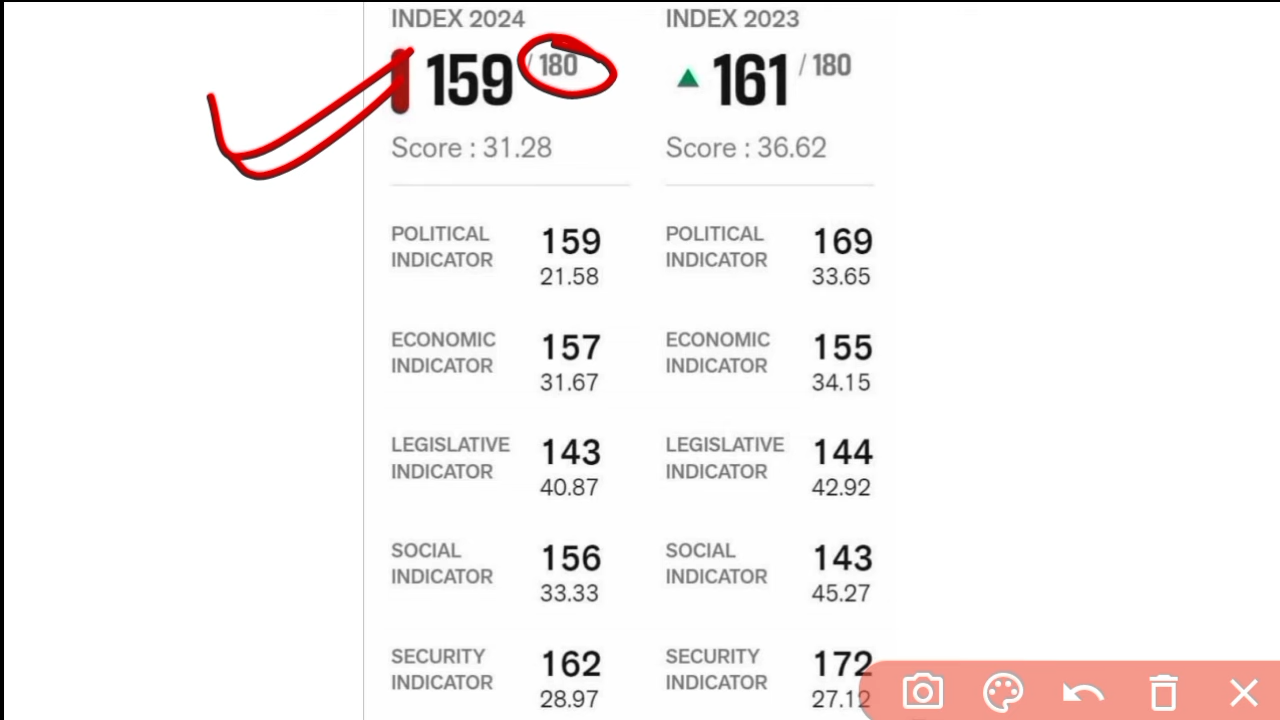 INDEX 2024
159 / 180
Score : 31.28
POLITICAL
INDICATOR
159
21.58
ECONOMIC
INDICATOR
157
31.67
LEGISLATIVE
INDICATOR
143
40.87
SOCIAL
INDICATOR
156
33.33
SECURITY
INDICATOR
162
28.97
INDEX 2023
161 / 180
Score : 36.62
POLITICAL
INDICATOR
169
33.65
ECONOMIC
INDICATOR
155
34.15
LEGISLATIVE
INDICATOR
144
42.92
SOCIAL
INDICATOR
143
45.27
SECURITY
INDICATOR
172
27.12